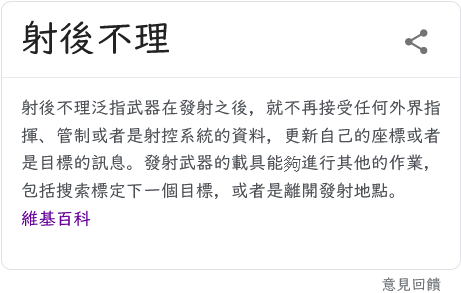 射後不理
射後不理泛指武器在發射之後，就不再接受任何外界指
揮、管制或者是射控系統的資料，更新自己的座標或者
是目標的訊息。發射武器的載具能夠進行其他的作業，
包括搜索標定下一個目標，或者是離開發射地點。
維基百科
意見回饋